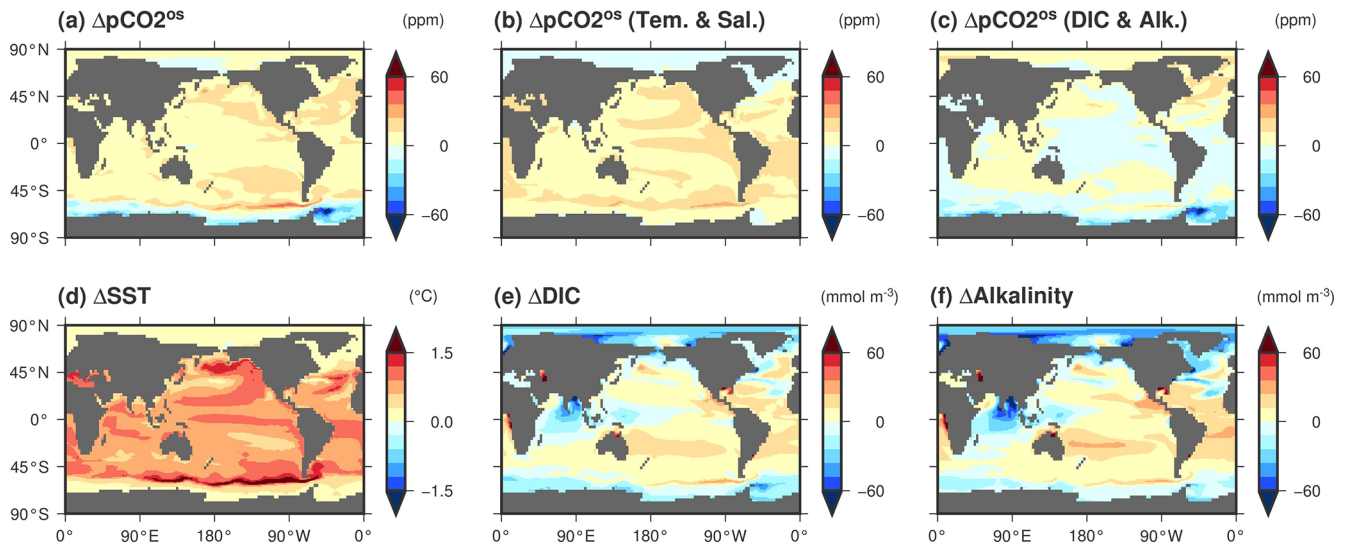 (a) ΔpCO2ᵒˢ (ppm)
(b) ΔpCO2ᵒˢ (Tem. & Sal.) (ppm)
(c) ΔpCO2ᵒˢ (DIC & Alk.) (ppm)
90°N
45°N
0°
45°S
90°S
60
0
−60
60
0
−60
60
0
−60
(d) ΔSST (°C)
(e) ΔDIC (mmol m⁻³)
(f) ΔAlkalinity (mmol m⁻³)
90°N
45°N
0°
45°S
90°S
1.5
0.0
−1.5
60
0
−60
60
0
−60
0° 90°E 180° 90°W 0°
0° 90°E 180° 90°W 0°
0° 90°E 180° 90°W 0°